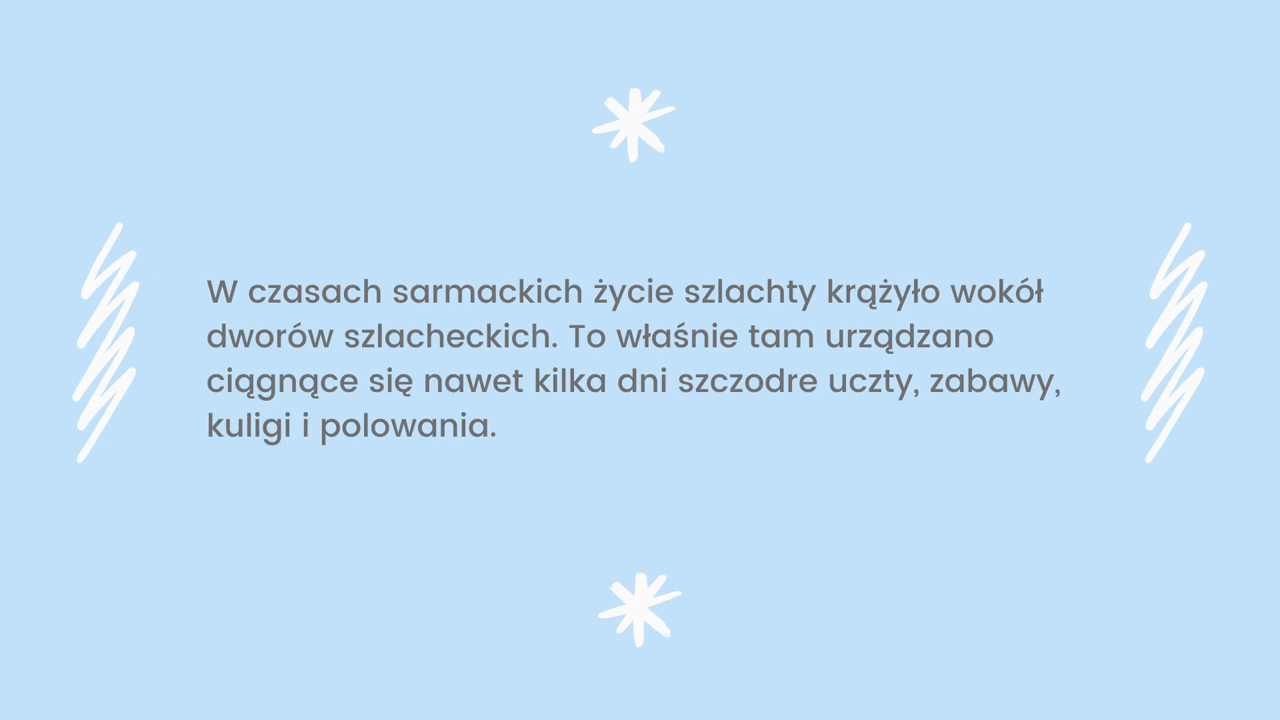 W czasach sarmackich życie szlachty krążyło wokół
dworów szlacheckich. To właśnie tam urządzano
ciągnące się nawet kilka dni szczodre uczty, zabawy,
kuligi i polowania.